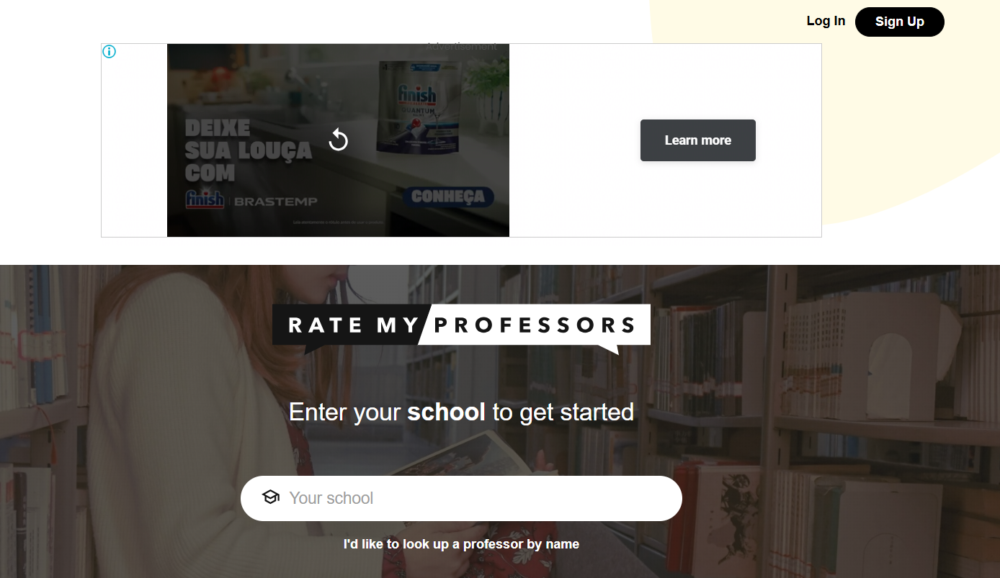 Log In
Sign Up
Advertisement
finish
QUANTUM
DEIXE
SUA LOUÇA
COM
finish | BRASTEMP
CONHEÇA
Learn more
RATE MY PROFESSORS
Enter your school to get started
Your school
I'd like to look up a professor by name